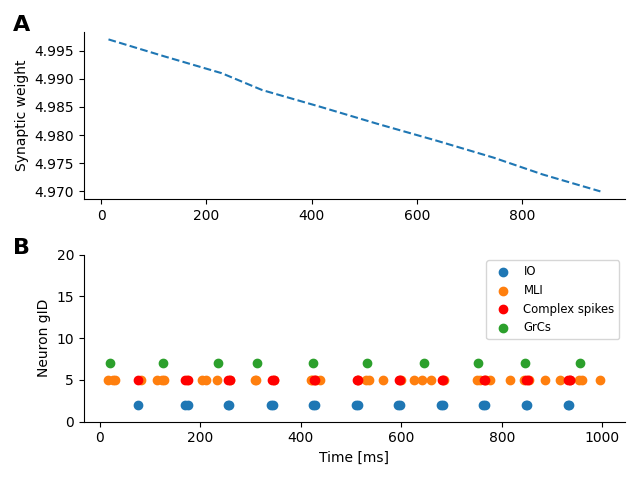 A
4.995
4.990
4.985
4.980
4.975
4.970
Synaptic weight
0 200 400 600 800
B
20
15
10
5
0
Neuron gID
IO
MLI
Complex spikes
GrCs
0 200 400 600 800 1000
Time [ms]